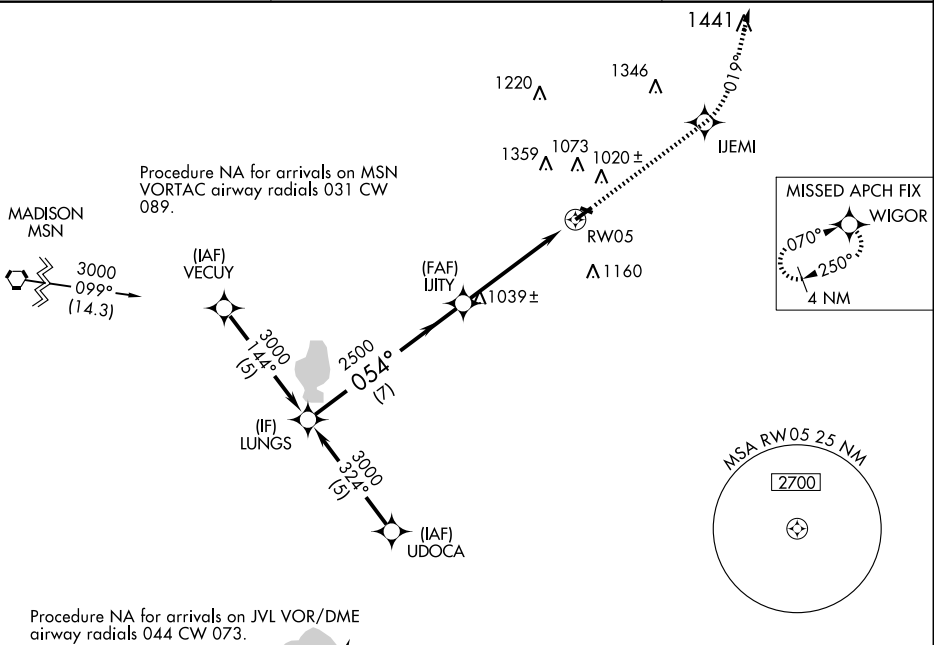 1441
019°
1220
1346
IJEMI
1359
1073
1020 ±
Procedure NA for arrivals on MSN
VORTAC airway radials 031 CW
089.
MISSED APCH FIX
WIGOR
070°
250°
4 NM
MADISON
MSN
3000
099°
(14.3)
(IAF)
VECUY
RW05
(FAF)
IJITY
1160
1039 ±
3000
144°
(5)
2500
054°
(7)
(IF)
LUNGS
3000
324°
(5)
(IAF)
UDOCA
MSA RW05 25 NM
2700
Procedure NA for arrivals on JVL VOR/DME
airway radials 044 CW 073.